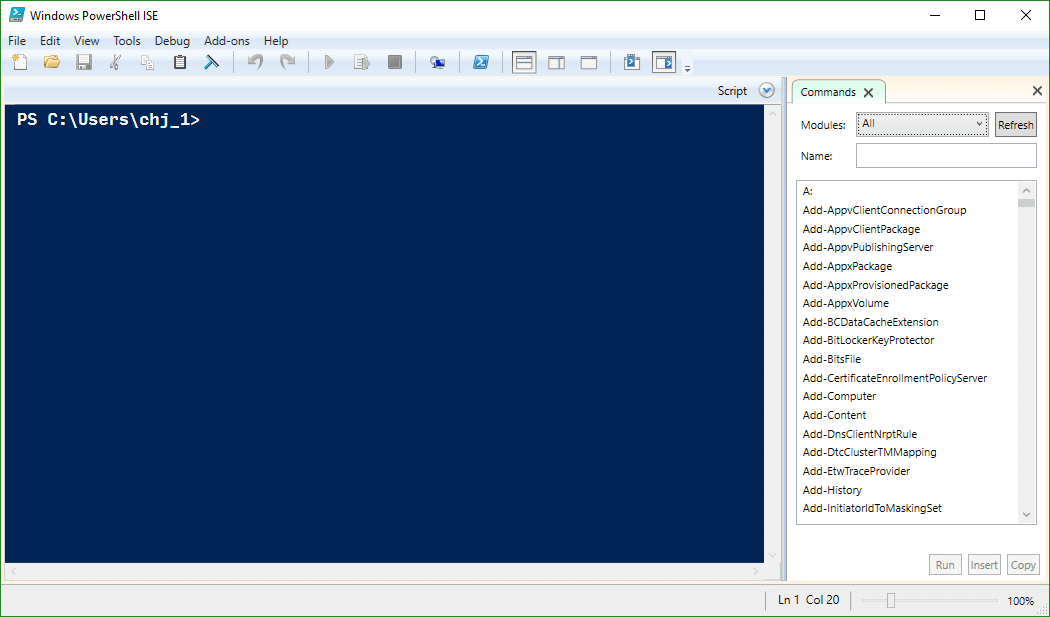 Windows PowerShell ISE
File Edit View Tools Debug Add-ons Help
Script
PS C:\Users\chj_1>
Commands
Modules: All Refresh
Name:
A:
Add-AppvClientConnectionGroup
Add-AppvClientPackage
Add-AppvPublishingServer
Add-AppxPackage
Add-AppxProvisionedPackage
Add-AppxVolume
Add-BCDataCacheExtension
Add-BitLockerKeyProtector
Add-BitsFile
Add-CertificateEnrollmentPolicyServer
Add-Computer
Add-Content
Add-DnsClientNrptRule
Add-DtcClusterTMMapping
Add-EtwTraceProvider
Add-History
Add-InitiatorIdToMaskingSet
Run Insert Copy
Ln 1 Col 20 100%